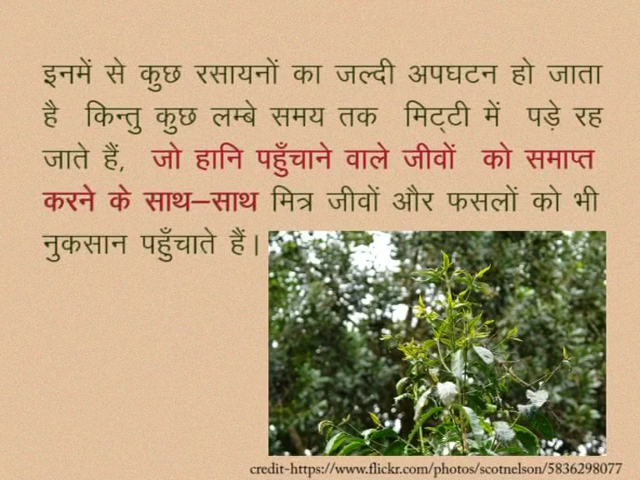 इनमें से कुछ रसायनों का जल्दी अपघटन हो जाता
है किन्तु कुछ लम्बे समय तक मिट्टी में पड़े रह
जाते हैं, जो हानि पहुँचाने वाले जीवों को समाप्त
करने के साथ–साथ मित्र जीवों और फसलों को भी
नुकसान पहुँचाते हैं।
credit-https://www.flickr.com/photos/scotnelson/5836298077